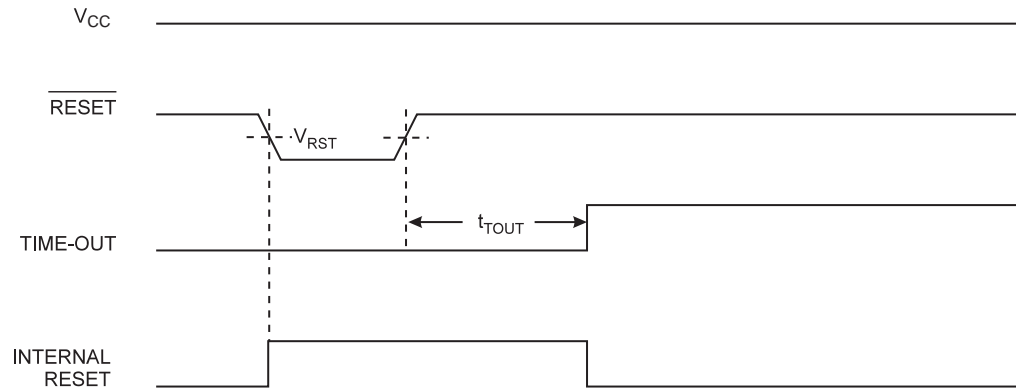 VCC
RESET
VRST
tTOUT
TIME-OUT
INTERNAL
RESET